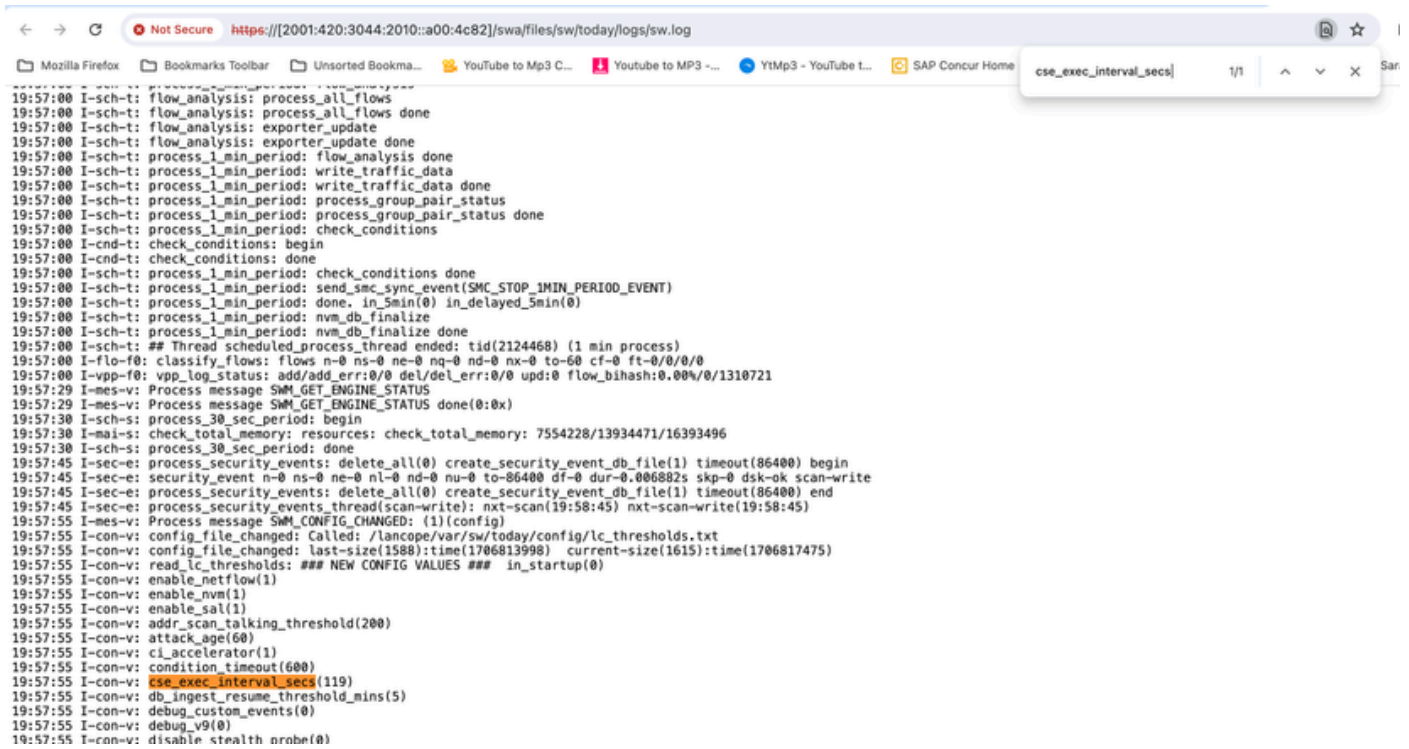 Not Secure https://[2001:420:3044:2010::a00:4c82]/swa/files/sw/today/logs/sw.log
Mozilla Firefox Bookmarks Toolbar Unsorted Bookma... YouTube to Mp3 C... Youtube to MP3 -... YtMp3 - YouTube t... SAP Concur Home
cse_exec_interval_secs 1/1
19:57:00 I-sch-t: process_1_min_period: flow_analysis
19:57:00 I-sch-t: flow_analysis: process_all_flows
19:57:00 I-sch-t: flow_analysis: process_all_flows done
19:57:00 I-sch-t: flow_analysis: exporter_update
19:57:00 I-sch-t: flow_analysis: exporter_update done
19:57:00 I-sch-t: process_1_min_period: flow_analysis done
19:57:00 I-sch-t: process_1_min_period: write_traffic_data
19:57:00 I-sch-t: process_1_min_period: write_traffic_data done
19:57:00 I-sch-t: process_1_min_period: process_group_pair_status
19:57:00 I-sch-t: process_1_min_period: process_group_pair_status done
19:57:00 I-sch-t: process_1_min_period: check_conditions
19:57:00 I-cnd-t: check_conditions: begin
19:57:00 I-cnd-t: check_conditions: done
19:57:00 I-sch-t: process_1_min_period: check_conditions done
19:57:00 I-sch-t: process_1_min_period: send_smc_sync_event(SMC_STOP_1MIN_PERIOD_EVENT)
19:57:00 I-sch-t: process_1_min_period: done. in_5min(0) in_delayed_5min(0)
19:57:00 I-sch-t: process_1_min_period: nvm_db_finalize
19:57:00 I-sch-t: process_1_min_period: nvm_db_finalize done
19:57:00 I-sch-t: ## Thread scheduled_process_thread ended: tid(2124468) (1 min process)
19:57:00 I-flo-f0: classify_flows: flows n-0 ns-0 ne-0 nq-0 nd-0 nx-0 to-60 cf-0 ft-0/0/0/0
19:57:00 I-vpp-f0: vpp_log_status: add/add_err:0/0 del/del_err:0/0 upd:0 flow_bihash:0.00%/0/1310721
19:57:29 I-mes-v: Process message SWM_GET_ENGINE_STATUS
19:57:29 I-mes-v: Process message SWM_GET_ENGINE_STATUS done(0:0x)
19:57:30 I-sch-s: process_30_sec_period: begin
19:57:30 I-mai-s: check_total_memory: resources: check_total_memory: 7554228/13934471/16393496
19:57:30 I-sch-s: process_30_sec_period: done
19:57:45 I-sec-e: process_security_events: delete_all(0) create_security_event_db_file(1) timeout(86400) begin
19:57:45 I-sec-e: security_event n-0 ns-0 ne-0 nl-0 nd-0 nu-0 to-86400 df-0 dur-0.006882s skp-0 dsk-ok scan-write
19:57:45 I-sec-e: process_security_events: delete_all(0) create_security_event_db_file(1) timeout(86400) end
19:57:45 I-sec-e: process_security_events_thread(scan-write): nxt-scan(19:58:45) nxt-scan-write(19:58:45)
19:57:55 I-mes-v: Process message SWM_CONFIG_CHANGED: (1)(config)
19:57:55 I-con-v: config_file_changed: Called: /lancope/var/sw/today/config/lc_thresholds.txt
19:57:55 I-con-v: config_file_changed: last-size(1588):time(1706813998) current-size(1615):time(1706817475)
19:57:55 I-con-v: read_lc_thresholds: ### NEW CONFIG VALUES ### in_startup(0)
19:57:55 I-con-v: enable_netflow(1)
19:57:55 I-con-v: enable_nvm(1)
19:57:55 I-con-v: enable_sal(1)
19:57:55 I-con-v: addr_scan_talking_threshold(200)
19:57:55 I-con-v: attack_age(60)
19:57:55 I-con-v: ci_accelerator(1)
19:57:55 I-con-v: condition_timeout(600)
19:57:55 I-con-v: cse_exec_interval_secs(119)
19:57:55 I-con-v: db_ingest_resume_threshold_mins(5)
19:57:55 I-con-v: debug_custom_events(0)
19:57:55 I-con-v: debug_v9(0)
19:57:55 I-con-v: disable_stealth_probe(0)